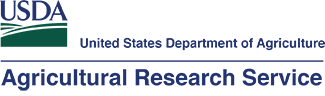 USDA
United States Department of Agriculture
Agricultural Research Service